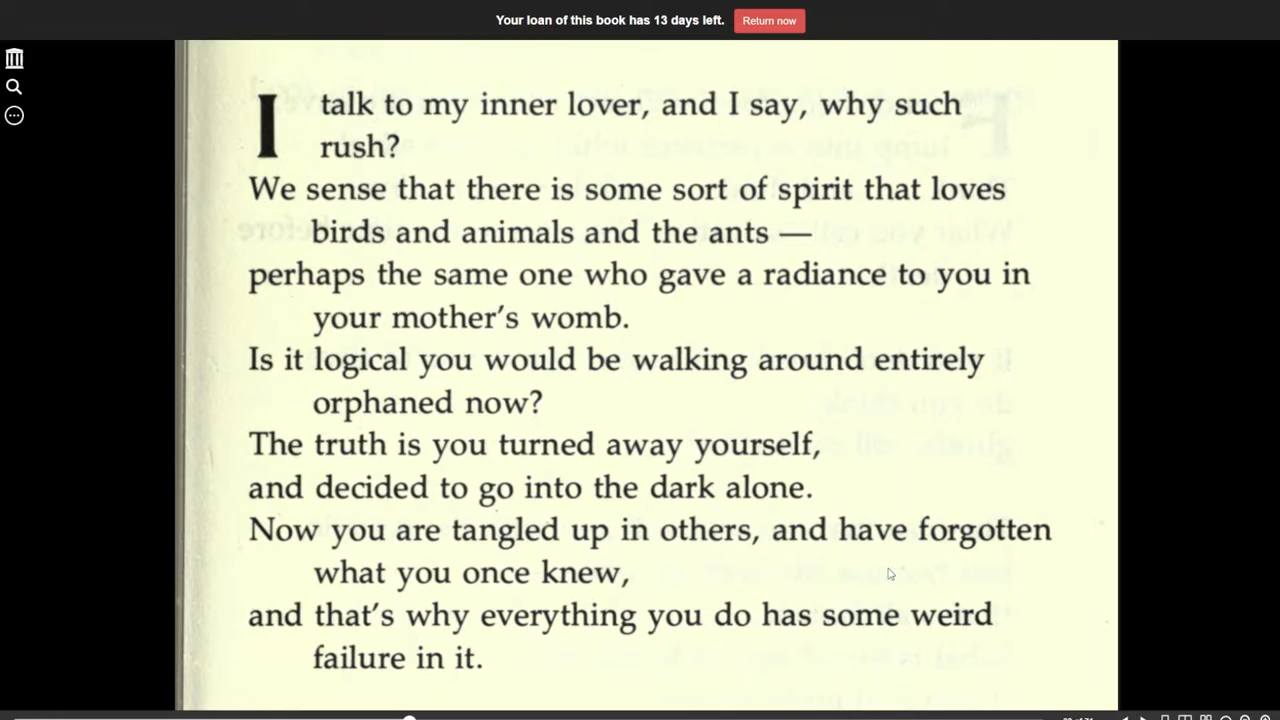 Your loan of this book has 13 days left. Return now
I talk to my inner lover, and I say, why such
rush?
We sense that there is some sort of spirit that loves
birds and animals and the ants —
perhaps the same one who gave a radiance to you in
your mother's womb.
Is it logical you would be walking around entirely
orphaned now?
The truth is you turned away yourself,
and decided to go into the dark alone.
Now you are tangled up in others, and have forgotten
what you once knew,
and that's why everything you do has some weird
failure in it.